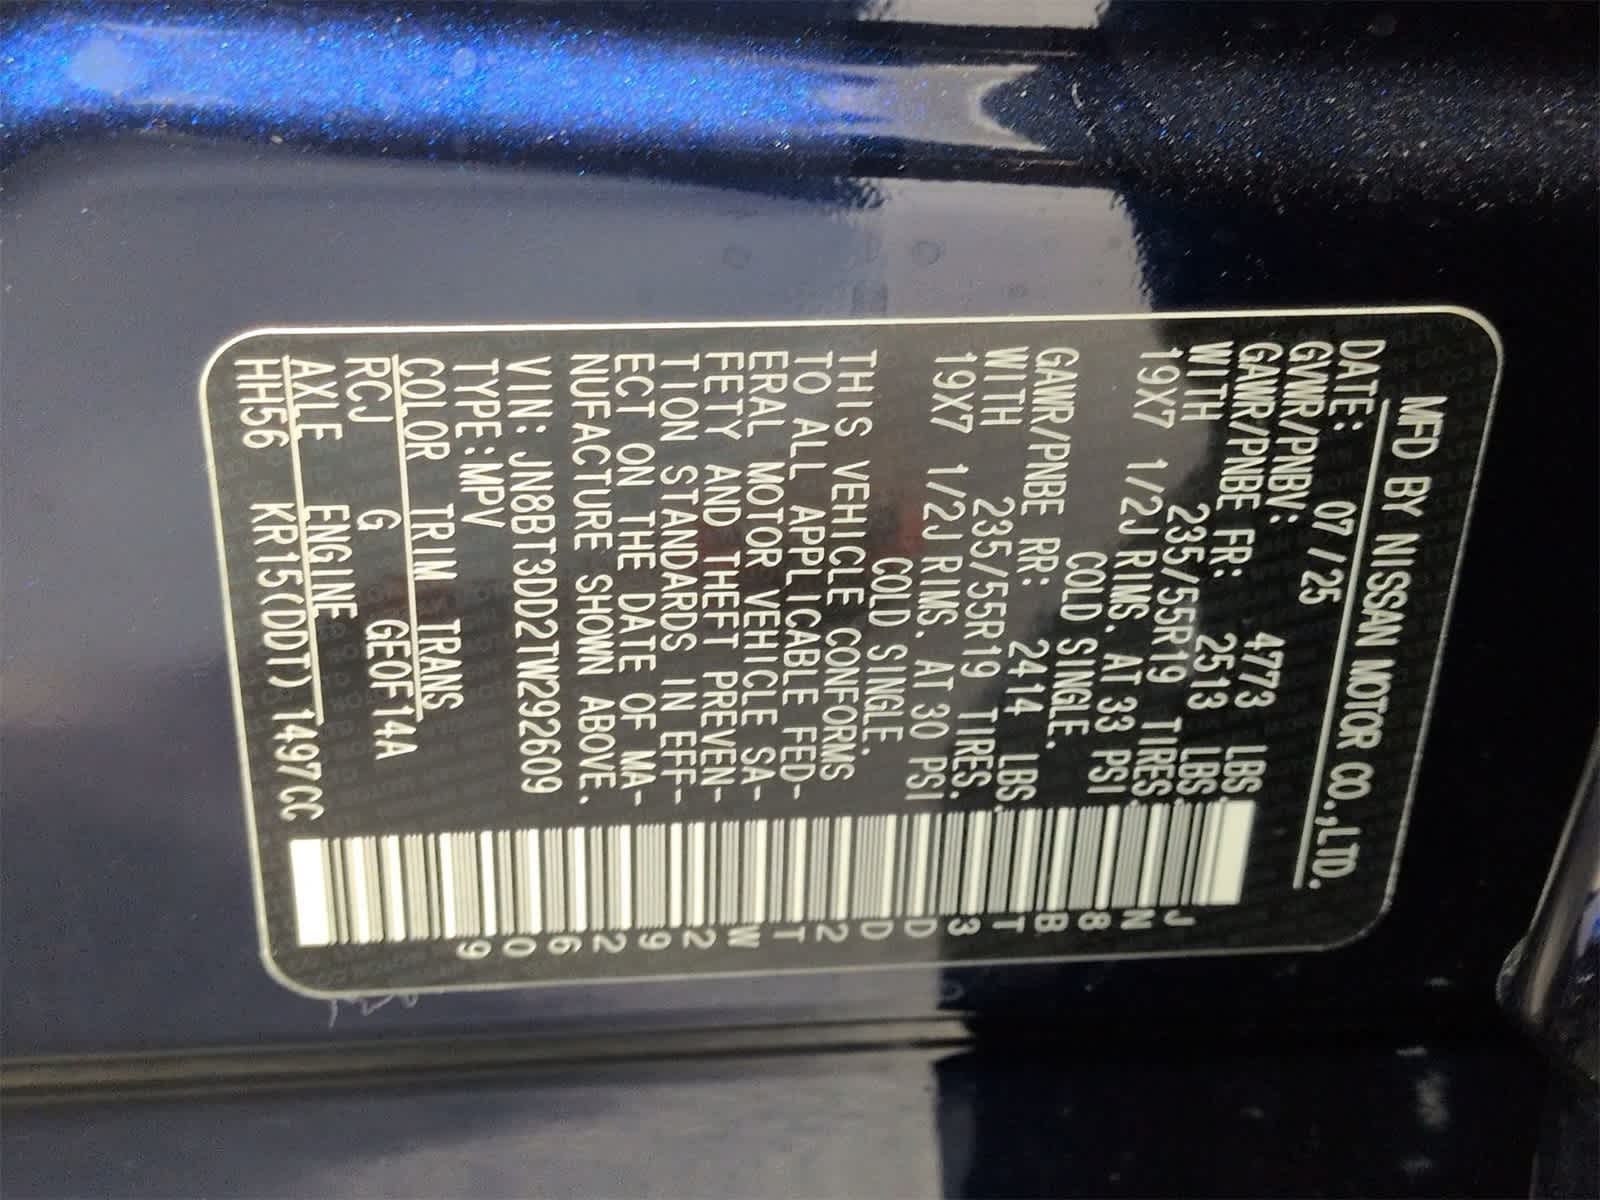 MFD BY NISSAN MOTOR CO.,LTD.
DATE: 07/25
GVWR/PNBV: 4773 LBS.
GAWR/PNBE FR: 2513 LBS.
WITH 235/55R19 TIRES,
19X7 1/2J RIMS. AT 33 PSI
COLD SINGLE.
GAWR/PNBE RR: 2414 LBS.
WITH 235/55R19 TIRES.
19X7 1/2J RIMS. AT 30 PSI
COLD SINGLE.
THIS VEHICLE CONFORMS
TO ALL APPLICABLE FED-
ERAL MOTOR VEHICLE SA-
FETY AND THEFT PREVEN-
TION STANDARDS IN EFF-
ECT ON THE DATE OF MA-
NUFACTURE SHOWN ABOVE.
VIN: JN8BT3DD2TW292609
TYPE:MPV
COLOR TRIM TRANS
RCJ G GE0F14A
AXLE ENGINE
HH56 KR15(DDT) 1497CC
JN8BT3DD2TW292609